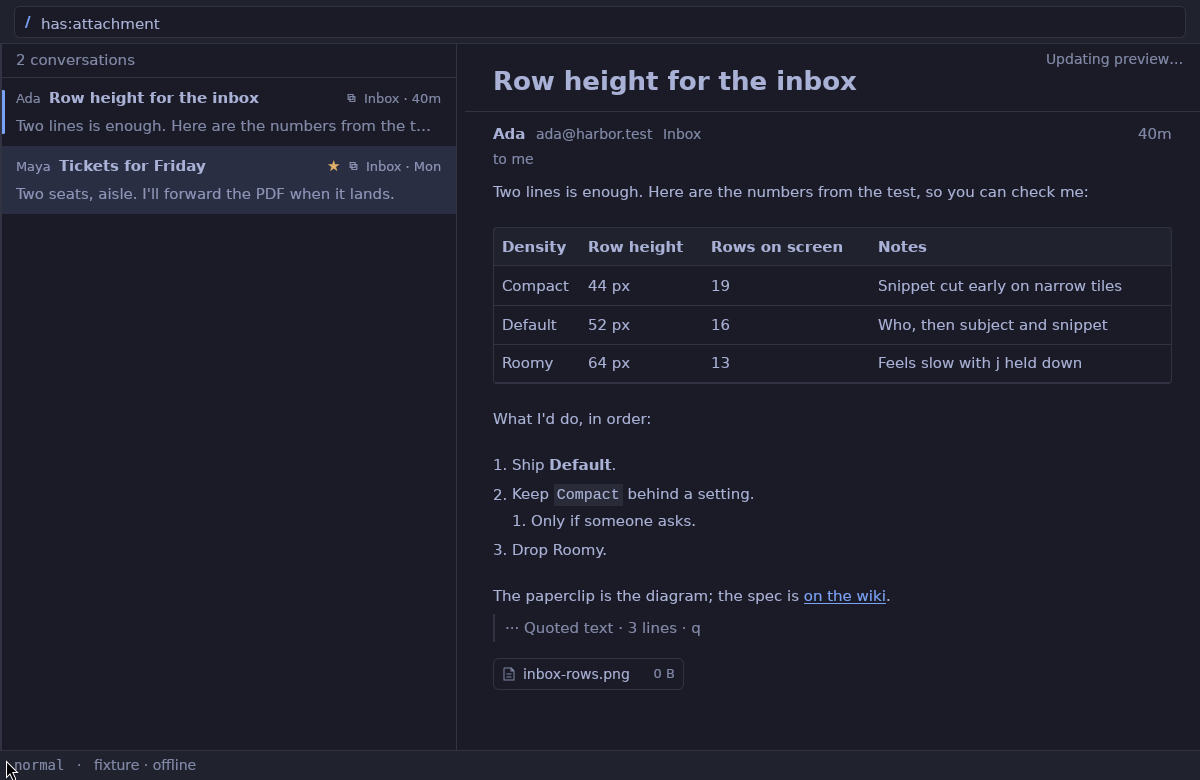 / has:attachment
2 conversations
Ada Row height for the inbox Inbox · 40m
Two lines is enough. Here are the numbers from the t…
Maya Tickets for Friday ★ Inbox · Mon
Two seats, aisle. I'll forward the PDF when it lands.
Updating preview…
Row height for the inbox
Ada ada@harbor.test Inbox 40m
to me
Two lines is enough. Here are the numbers from the test, so you can check me:
Density Row height Rows on screen Notes
Compact 44 px 19 Snippet cut early on narrow tiles
Default 52 px 16 Who, then subject and snippet
Roomy 64 px 13 Feels slow with j held down
What I'd do, in order:
1. Ship Default.
2. Keep Compact behind a setting.
1. Only if someone asks.
3. Drop Roomy.
The paperclip is the diagram; the spec is on the wiki.
··· Quoted text · 3 lines · q
inbox-rows.png 0 B
normal · fixture · offline